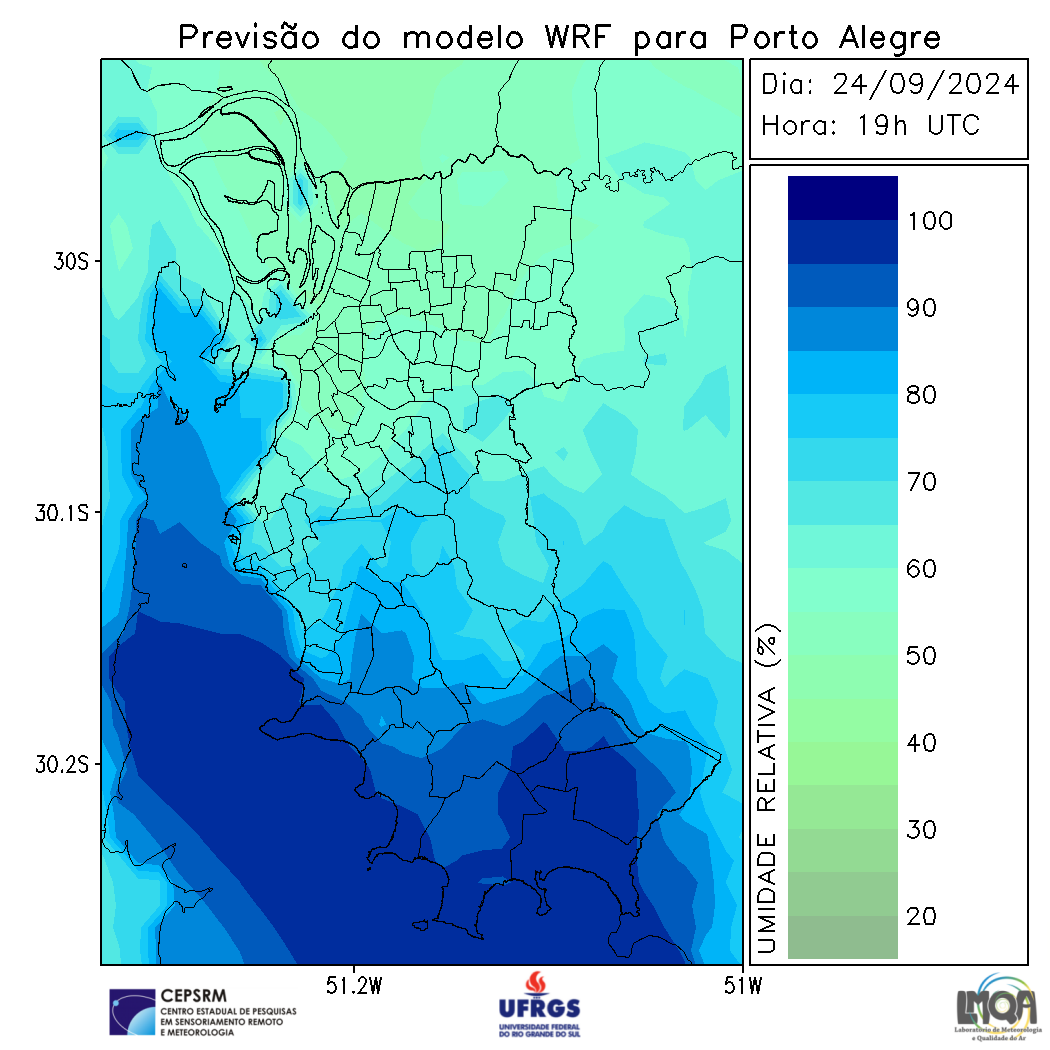 Previsão do modelo WRF para Porto Alegre
Dia: 24/09/2024
Hora: 19h UTC
30S
30.1S
30.2S
51.2W
51W
UMIDADE RELATIVA (%)
100
90
80
70
60
50
40
30
20
CEPSRM
CENTRO ESTADUAL DE PESQUISAS
EM SENSORIAMENTO REMOTO
E METEOROLOGIA
UFRGS
UNIVERSIDADE FEDERAL
DO RIO GRANDE DO SUL
LMQA
Laboratório de Meteorologia
e Qualidade do Ar